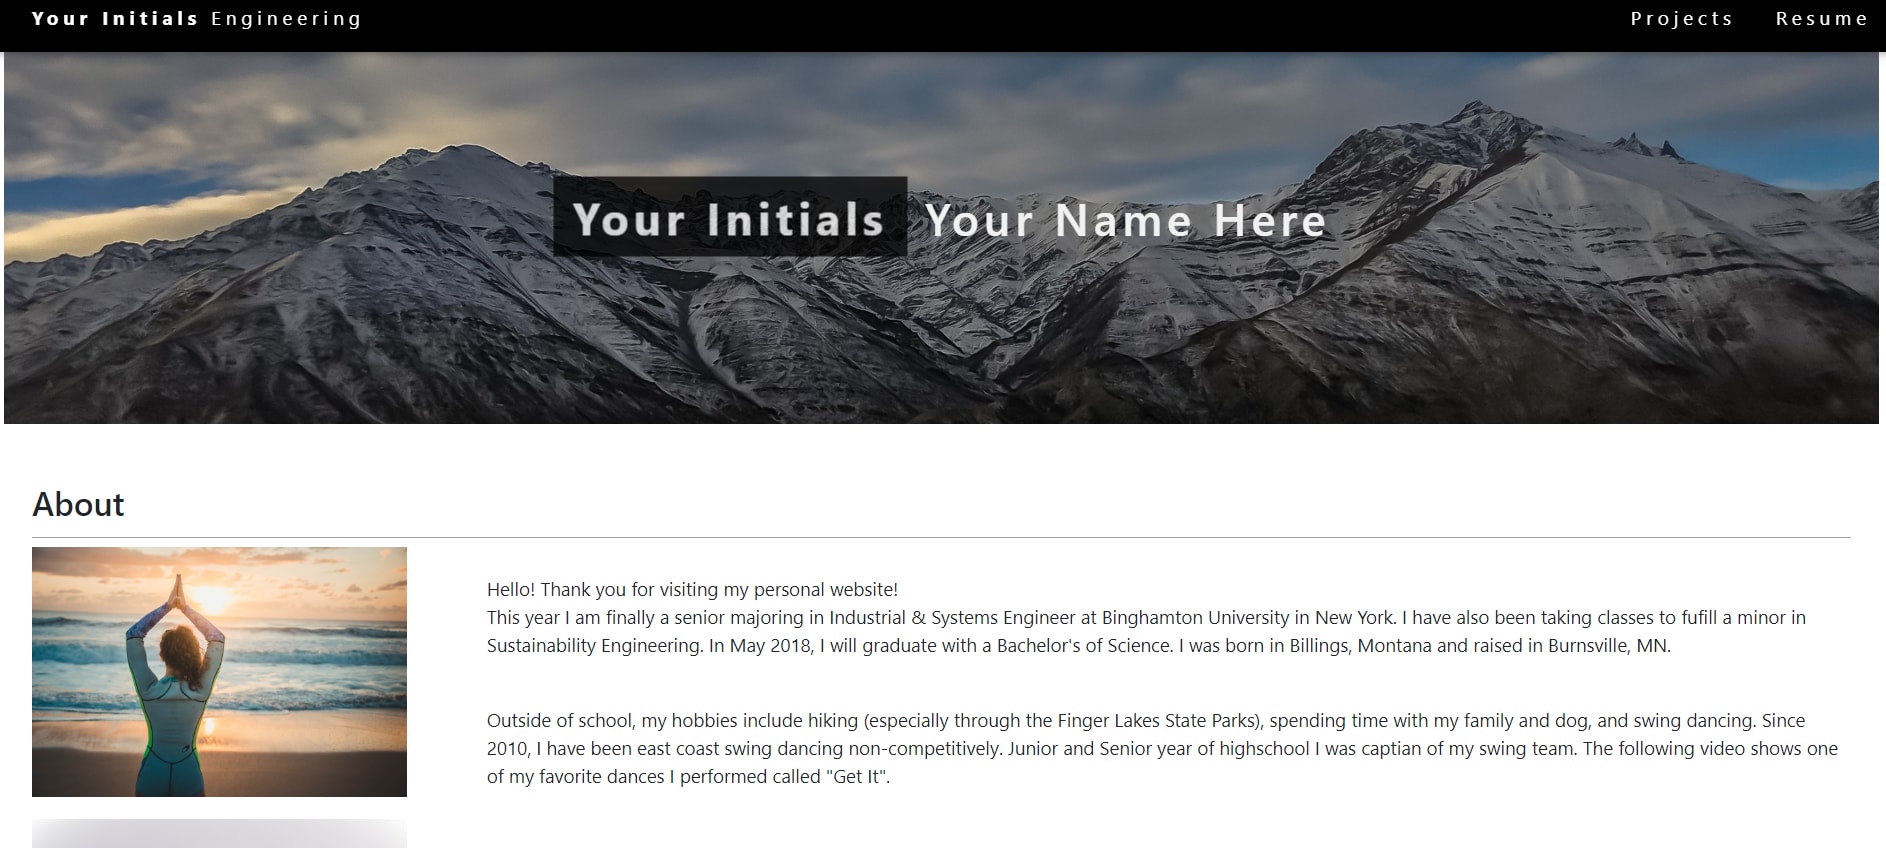 Your Initials Engineering Projects Resume
Your Initials Your Name Here
About
Hello! Thank you for visiting my personal website!
This year I am finally a senior majoring in Industrial & Systems Engineer at Binghamton University in New York. I have also been taking classes to fufill a minor in
Sustainability Engineering. In May 2018, I will graduate with a Bachelor's of Science. I was born in Billings, Montana and raised in Burnsville, MN.
Outside of school, my hobbies include hiking (especially through the Finger Lakes State Parks), spending time with my family and dog, and swing dancing. Since
2010, I have been east coast swing dancing non-competitively. Junior and Senior year of highschool I was captian of my swing team. The following video shows one
of my favorite dances I performed called "Get It".